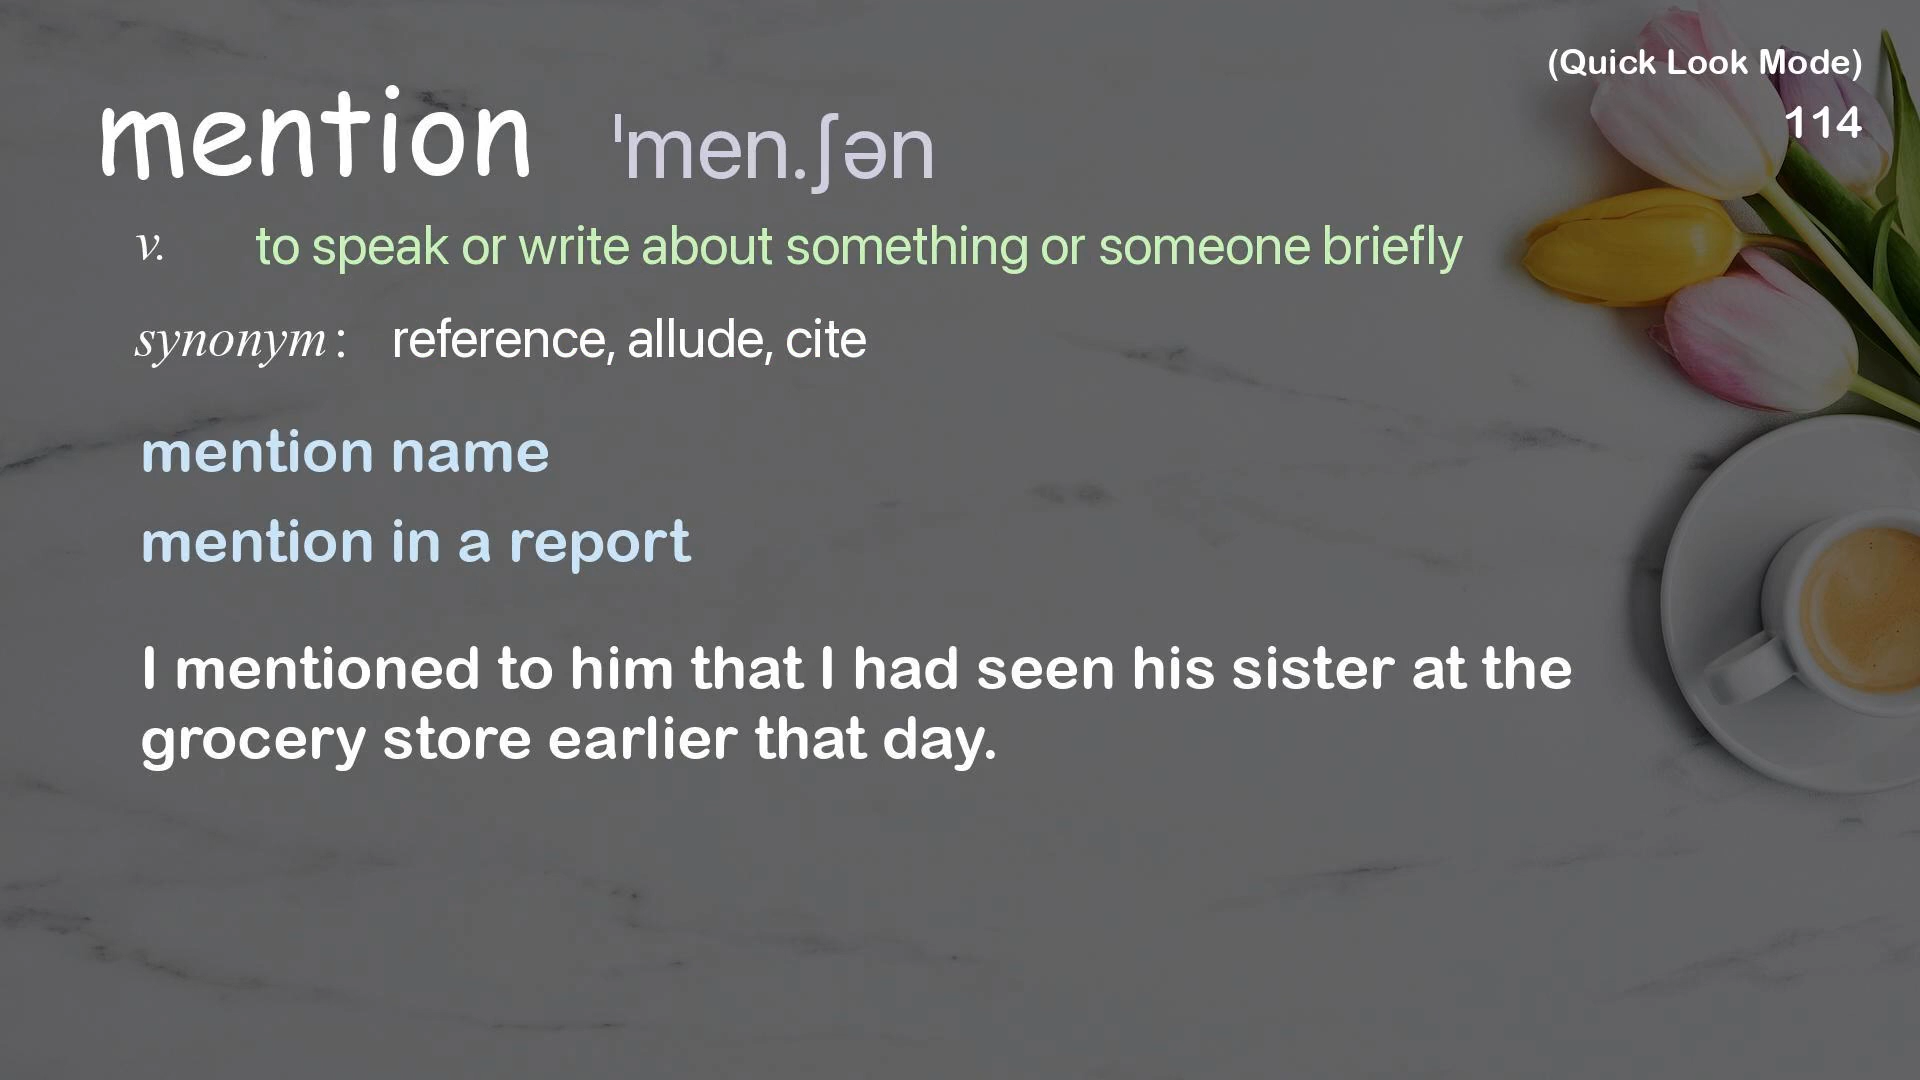 (Quick Look Mode)
114
mention ˈmen.ʃən
v. to speak or write about something or someone briefly
synonym: reference, allude, cite
mention name
mention in a report
I mentioned to him that I had seen his sister at the
grocery store earlier that day.